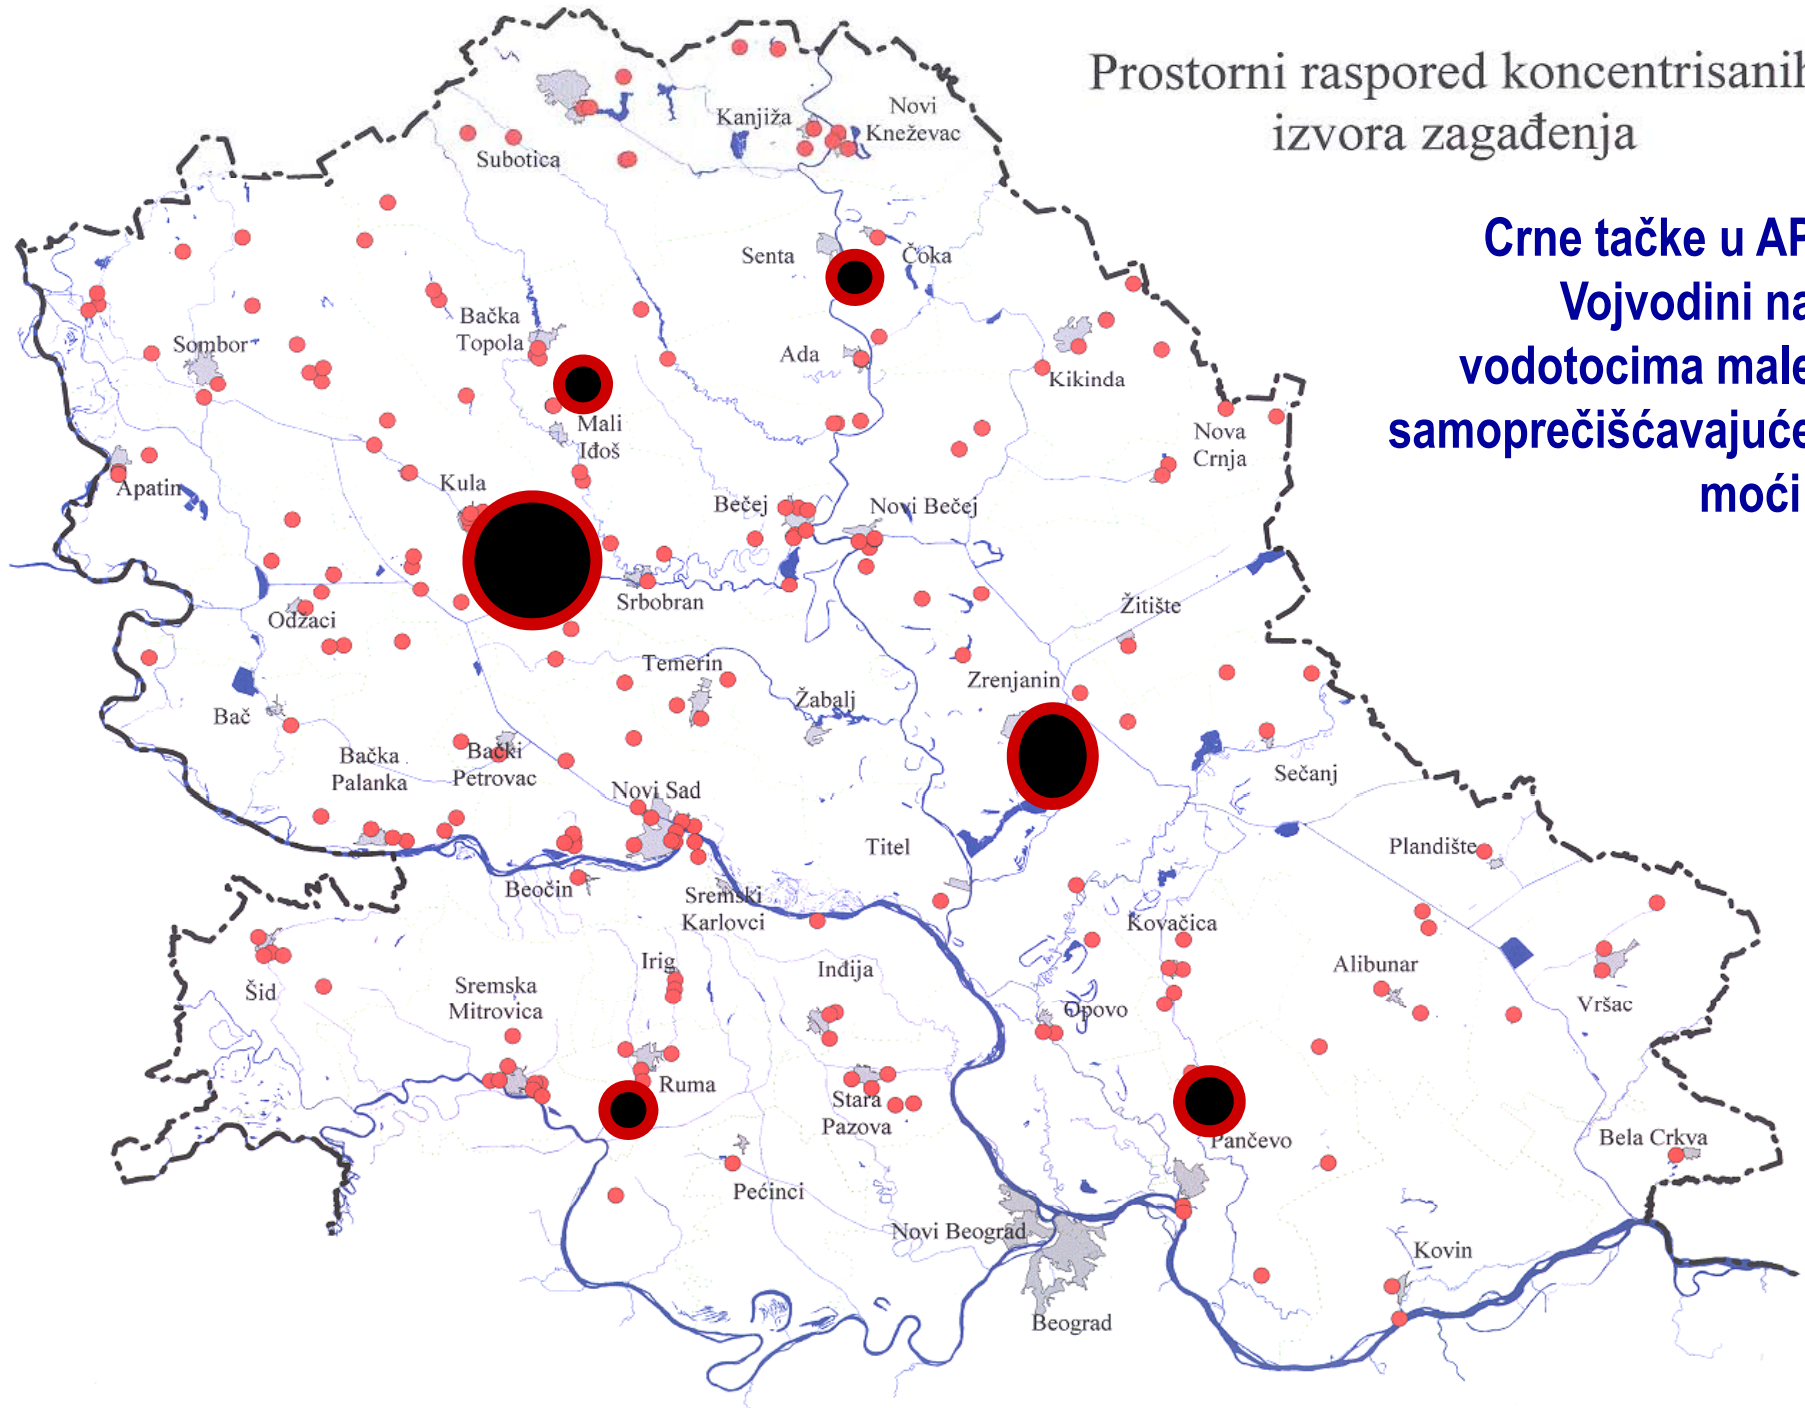 Prostorni raspored koncentrisanih
izvora zagađenja
Crne tačke u AP
Vojvodini na
vodotocima male
samoprečišćavajuće
moći
Kanjiža
Novi
Kneževac
Subotica
Senta
Čoka
Bačka
Topola
Sombor
Ada
Kikinda
Mali
Iđoš
Nova
Crnja
Apatin
Kula
Bečej
Novi Bečej
Srbobran
Žitište
Odžaci
Temerin
Zrenjanin
Žabalj
Bač
Bačka
Palanka
Bački
Petrovac
Sečanj
Novi Sad
Titel
Plandište
Beočin
Sremski
Karlovci
Kovačica
Irig
Inđija
Alibunar
Šid
Sremska
Mitrovica
Opovo
Vršac
Ruma
Stara
Pazova
Pančevo
Bela Crkva
Pećinci
Novi Beograd
Kovin
Beograd